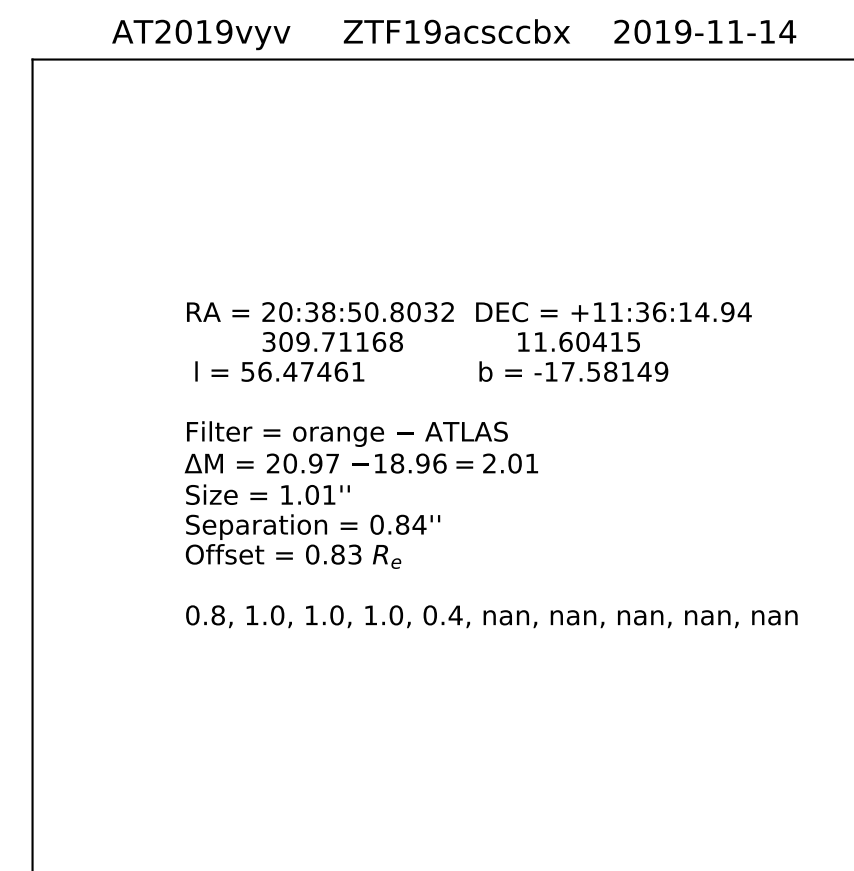 AT2019vyv ZTF19acsccbx 2019-11-14
RA = 20:38:50.8032 DEC = +11:36:14.94
309.71168 11.60415
l = 56.47461 b = -17.58149
Filter = orange − ATLAS
ΔM = 20.97 −18.96 = 2.01
Size = 1.01''
Separation = 0.84''
Offset = 0.83 Rₑ
0.8, 1.0, 1.0, 1.0, 0.4, nan, nan, nan, nan, nan